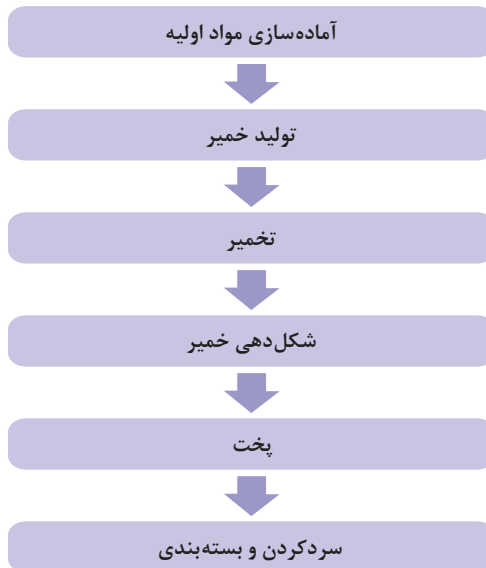 آماده‌سازی مواد اولیه
تولید خمیر
تخمیر
شکل‌دهی خمیر
پخت
سردکردن و بسته‌بندی